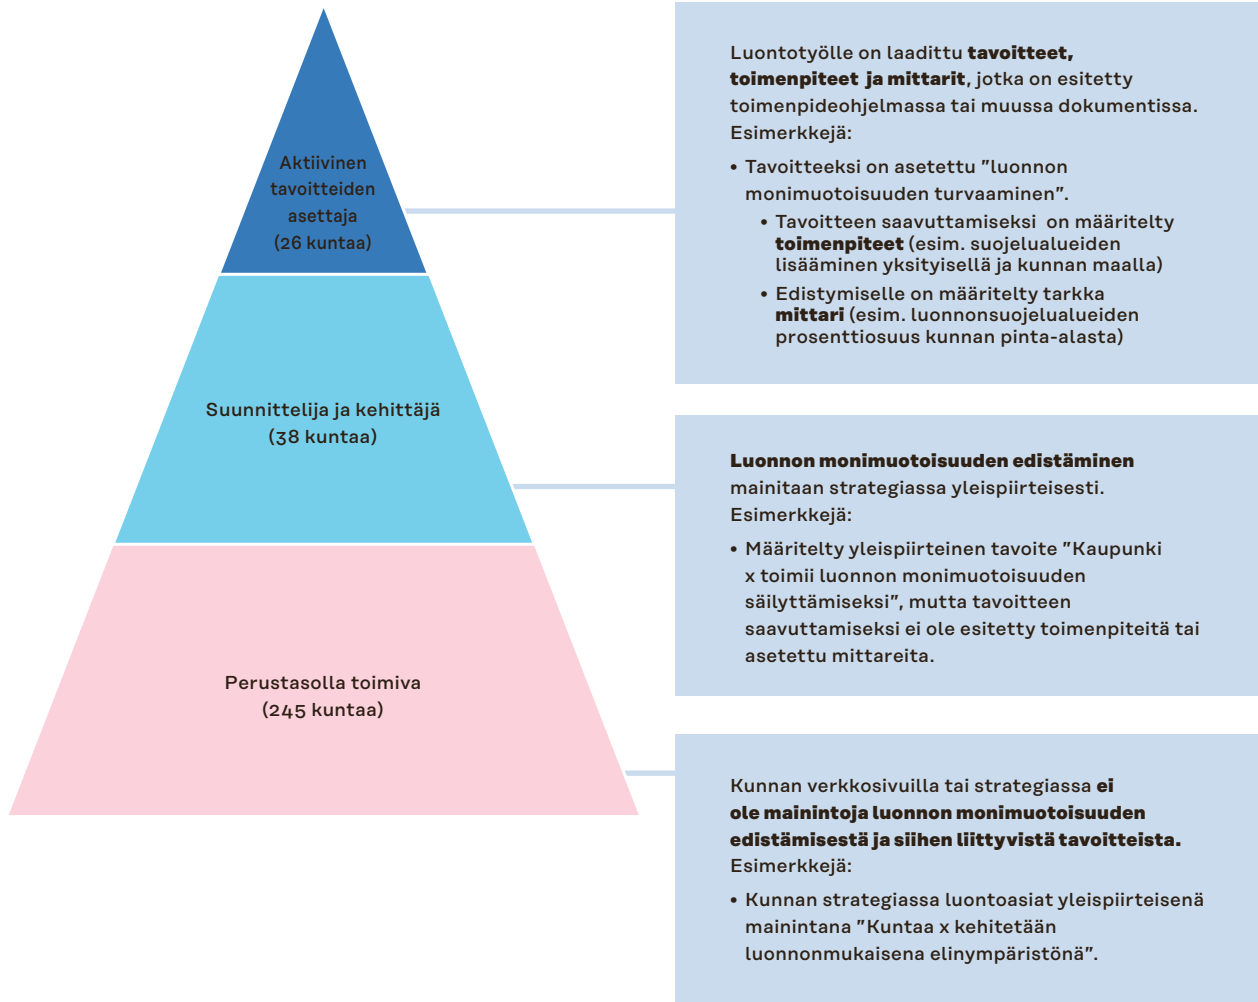 Aktiivinen
tavoitteiden
asettaja
(26 kuntaa)
Luontotyölle on laadittu tavoitteet,
toimenpiteet ja mittarit, jotka on esitetty
toimenpideohjelmassa tai muussa dokumentissa.
Esimerkkejä:
• Tavoitteeksi on asetettu ”luonnon
monimuotoisuuden turvaaminen”.
• Tavoitteen saavuttamiseksi on määritelty
toimenpiteet (esim. suojelualueiden
lisääminen yksityisellä ja kunnan maalla)
• Edistymiselle on määritelty tarkka
mittari (esim. luonnonsuojelualueiden
prosenttiosuus kunnan pinta-alasta)
Suunnittelija ja kehittäjä
(38 kuntaa)
Luonnon monimuotoisuuden edistäminen
mainitaan strategiassa yleispiirteisesti.
Esimerkkejä:
• Määritelty yleispiirteinen tavoite ”Kaupunki
x toimii luonnon monimuotoisuuden
säilyttämiseksi”, mutta tavoitteen
saavuttamiseksi ei ole esitetty toimenpiteitä tai
asetettu mittareita.
Perustasolla toimiva
(245 kuntaa)
Kunnan verkkosivuilla tai strategiassa ei
ole mainintoja luonnon monimuotoisuuden
edistämisestä ja siihen liittyvistä tavoitteista.
Esimerkkejä:
• Kunnan strategiassa luontoasiat yleispiirteisenä
mainintana ”Kuntaa x kehitetään
luonnonmukaisena elinympäristönä”.